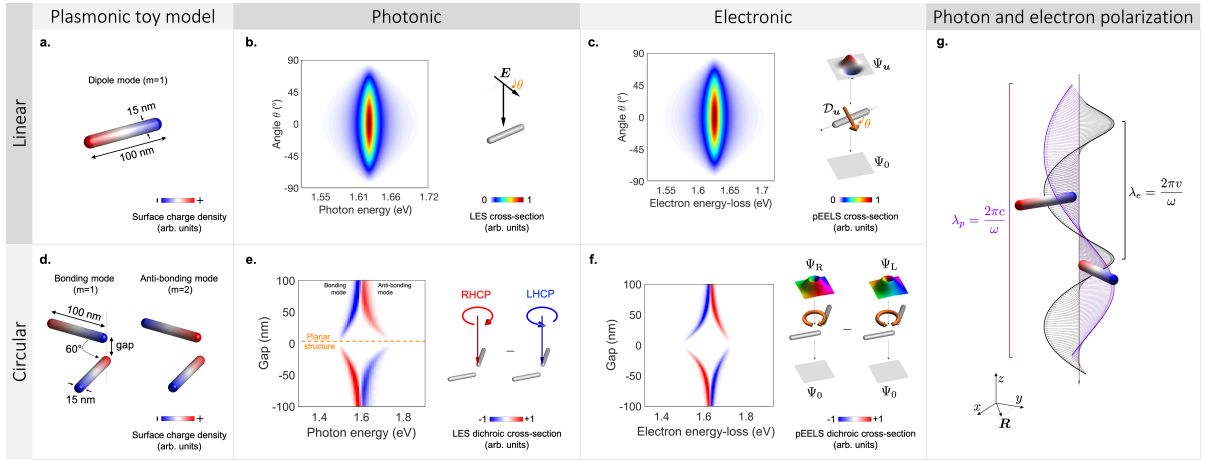 Plasmonic toy model
Photonic
Electronic
Photon and electron polarization
Linear
a.
Dipole mode (m=1)
15 nm
100 nm
- +
Surface charge density
(arb. units)
b.
Angle θ (°)
90
45
0
-45
-90
1.55 1.61 1.66 1.72
Photon energy (eV)
E
θ
0 1
LES cross-section
(arb. units)
c.
Angle θ (°)
90
45
0
-45
-90
1.55 1.6 1.65 1.7
Electron energy-loss (eV)
Ψu
Du
θ
Ψ0
0 1
pEELS cross-section
(arb. units)
g.
λp = 2πc/ω
λe = 2πv/ω
z
x
y
R
Circular
d.
Bonding mode
(m=1)
Anti-bonding mode
(m=2)
100 nm
60°
gap
15 nm
- +
Surface charge density
(arb. units)
e.
Gap (nm)
100
50
0
-50
-100
Bonding
mode
Anti-bonding
mode
Planar
structure
1.4 1.6 1.8
Photon energy (eV)
RHCP
LHCP
−
-1 +1
LES dichroic cross-section
(arb. units)
f.
Gap (nm)
100
50
0
-50
-100
1.4 1.6 1.8
Electron energy-loss (eV)
ΨR
ΨL
−
Ψ0
Ψ0
-1 +1
pEELS dichroic cross-section
(arb. units)